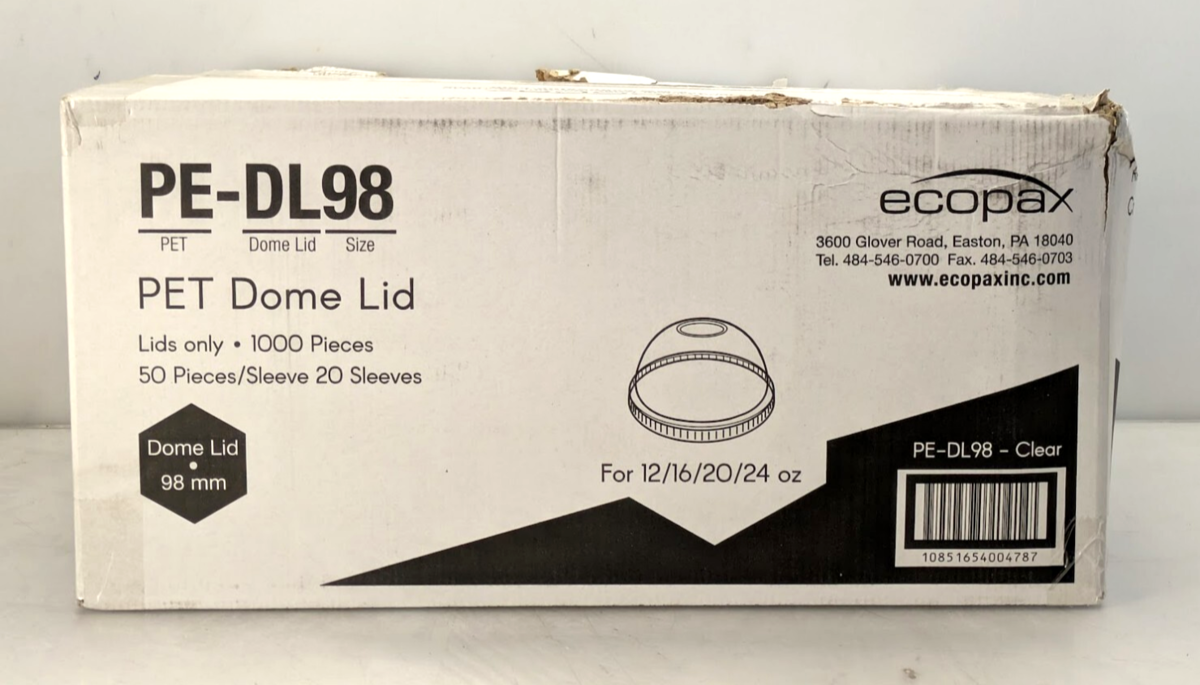 PE-DL98
PET Dome Lid Size
PET Dome Lid
Lids only • 1000 Pieces
50 Pieces/Sleeve 20 Sleeves
Dome Lid
•
98 mm
ecopax
3600 Glover Road, Easton, PA 18040
Tel. 484-546-0700 Fax. 484-546-0703
www.ecopaxinc.com
For 12/16/20/24 oz
PE-DL98 - Clear
10851654004787